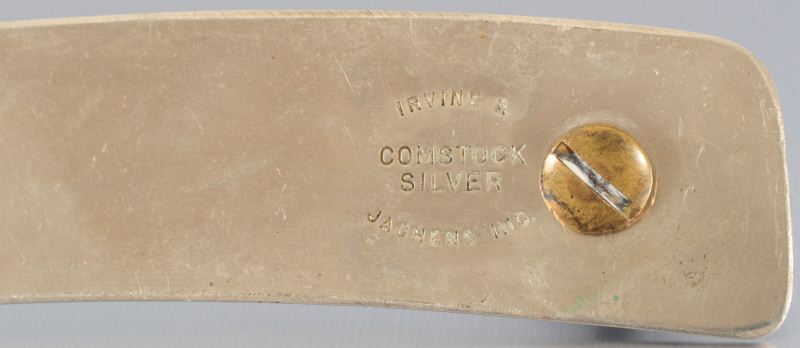 IRVINE &
COMSTOCK
SILVER
JACHENS INC.